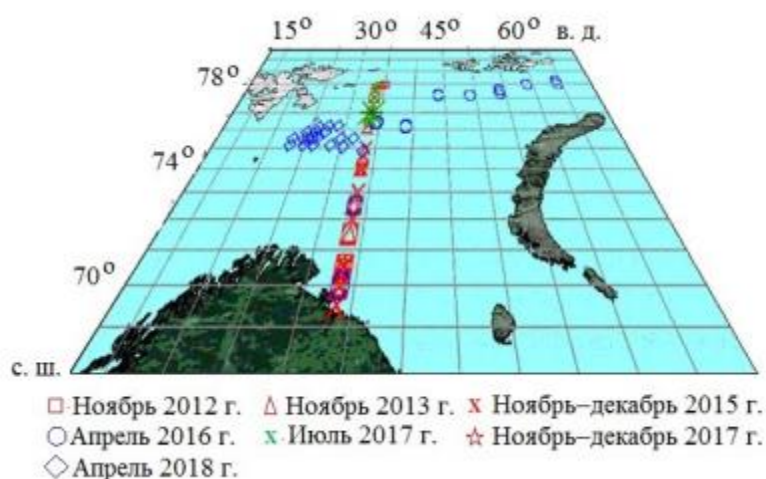 15° 30° 45° 60° в. д.
78°
74°
70°
с. ш.
□ Ноябрь 2012 г. △ Ноябрь 2013 г. x Ноябрь–декабрь 2015 г.
○ Апрель 2016 г. x Июль 2017 г. ☆ Ноябрь–декабрь 2017 г.
◇ Апрель 2018 г.